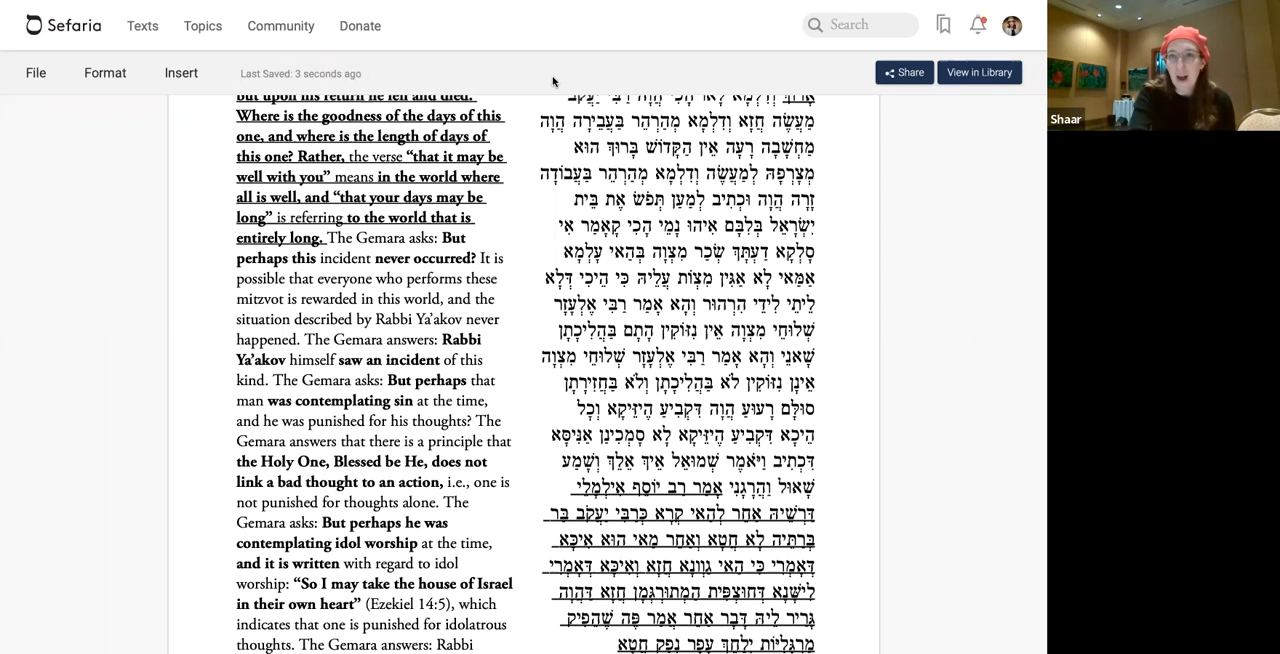 Sefaria
Texts
Topics
Community
Donate
Search
File
Format
Insert
Last Saved: 3 seconds ago
Share
View in Library
Shaar
but upon his return he fell and died.
Where is the goodness of the days of this
one, and where is the length of days of
this one? Rather, the verse “that it may be
well with you” means in the world where
all is well, and “that your days may be
long” is referring to the world that is
entirely long. The Gemara asks: But
perhaps this incident never occurred? It is
possible that everyone who performs these
mitzvot is rewarded in this world, and the
situation described by Rabbi Ya’akov never
happened. The Gemara answers: Rabbi
Ya’akov himself saw an incident of this
kind. The Gemara asks: But perhaps that
man was contemplating sin at the time,
and he was punished for his thoughts? The
Gemara answers that there is a principle that
the Holy One, Blessed be He, does not
link a bad thought to an action, i.e., one is
not punished for thoughts alone. The
Gemara asks: But perhaps he was
contemplating idol worship at the time,
and it is written with regard to idol
worship: “So I may take the house of Israel
in their own heart” (Ezekiel 14:5), which
indicates that one is punished for idolatrous
thoughts. The Gemara answers: Rabbi
אָרוֹךְ וְדִלְמָא לָאו הָכִי הֲוָה רַבִּי יַעֲקֹב
מַעֲשֶׂה חֲזָא וְדִלְמָא מְהַרְהֵר בַּעֲבֵירָה הֲוָה
מַחְשָׁבָה רָעָה אֵין הַקָּדוֹשׁ בָּרוּךְ הוּא
מְצָרְפָהּ לְמַעֲשֶׂה וְדִלְמָא מְהַרְהֵר בַּעֲבוֹדָה
זָרָה הֲוָה וּכְתִיב לְמַעַן תְּפֹשׂ אֶת בֵּית
יִשְׂרָאֵל בְּלִבָּם אִיהוּ נָמֵי הָכִי קָאָמַר אִי
סָלְקָא דַעְתָּךְ שְׂכַר מִצְוָה בְּהַאי עָלְמָא
אַמַּאי לָא אַגִּין מִצְוֹת עֲלֵיהּ כִּי הֵיכִי דְּלָא
לֵיתֵי לִידֵי הִרְהוּר וְהָא אָמַר רַבִּי אֶלְעָזָר
שְׁלוּחֵי מִצְוָה אֵין נִזּוֹקִין הָתָם בַּהֲלִיכָתָן
שָׁאנֵי וְהָא אָמַר רַבִּי אֶלְעָזָר שְׁלוּחֵי מִצְוָה
אֵינָן נִזּוֹקִין לֹא בַּהֲלִיכָתָן וְלֹא בַּחֲזִירָתָן
סוּלָּם רָעוּעַ הֲוָה דִּקְבִיעַ הֶיזֵּיקָא וְכׇל
הֵיכָא דִּקְבִיעַ הֶיזֵּיקָא לָא סָמְכִינַן אַנִּיסָּא
דִּכְתִיב וַיֹּאמֶר שְׁמוּאֵל אֵיךְ אֵלֵךְ וְשָׁמַע
שָׁאוּל וַהֲרָגָנִי אָמַר רַב יוֹסֵף אִילְמָלֵי
דַּרְשֵׁיהּ אַחֵר לְהַאי קְרָא כְּרַבִּי יַעֲקֹב בַּר
בְּרַתֵּיהּ לָא חֲטָא וְאַחֵר מַאי הוּא אִיכָּא
דְּאָמְרִי כִּי הַאי גַוְונָא חֲזָא וְאִיכָּא דְּאָמְרִי
לִישָּׁנָא דְּחוּצְפִּית הַמְתוּרְגְּמָן חֲזָא דַּהֲוָה
גָּרִיר לֵיהּ דָּבָר אַחֵר אֲמַר פֶּה שֶׁהֵפִיק
מַרְגָּלִיּוֹת יְלַחֵךְ עָפָר נְפַק חֲטָא